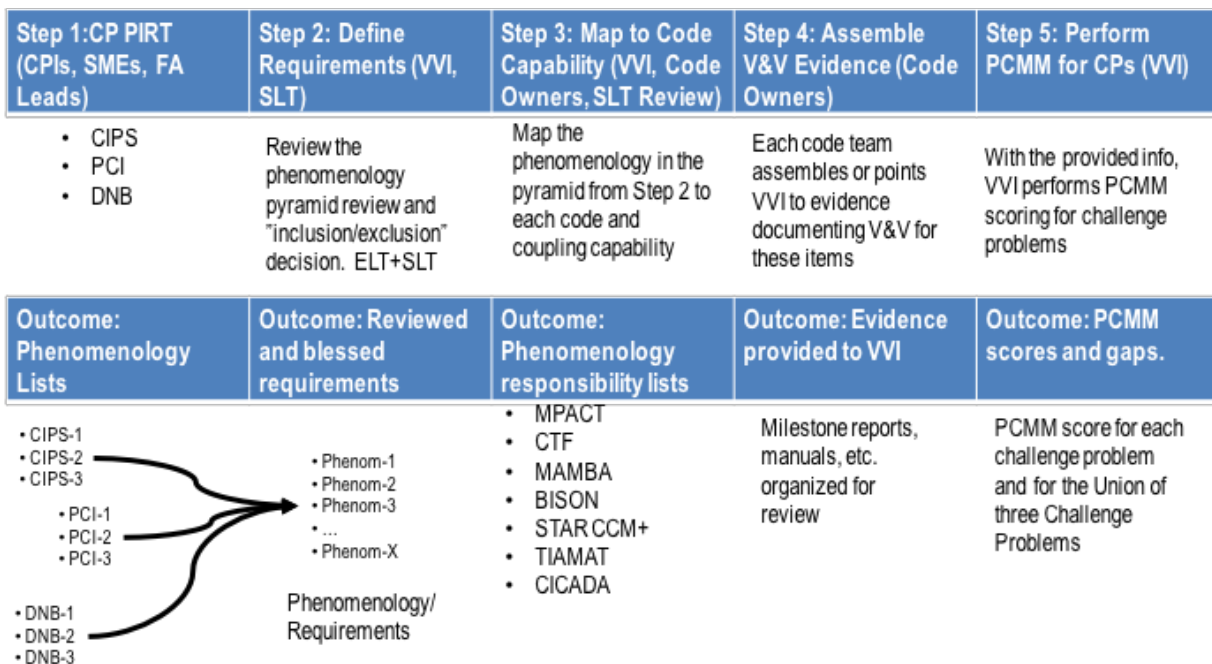 Step 1:CP PIRT
(CPIs, SMEs, FA
Leads)
Step 2: Define
Requirements (VVI,
SLT)
Step 3: Map to Code
Capability (VVI, Code
Owners, SLT Review)
Step 4: Assemble
V&V Evidence (Code
Owners)
Step 5: Perform
PCMM for CPs (VVI)
• CIPS
• PCI
• DNB
Review the
phenomenology
pyramid review and
"inclusion/exclusion"
decision. ELT+SLT
Map the
phenomenology in the
pyramid from Step 2 to
each code and
coupling capability
Each code team
assembles or points
VVI to evidence
documenting V&V for
these items
With the provided info,
VVI performs PCMM
scoring for challenge
problems
Outcome:
Phenomenology
Lists
Outcome: Reviewed
and blessed
requirements
Outcome:
Phenomenology
responsibility lists
Outcome: Evidence
provided to VVI
Outcome: PCMM
scores and gaps.
• CIPS-1
• CIPS-2
• CIPS-3
• PCI-1
• PCI-2
• PCI-3
• DNB-1
• DNB-2
• DNB-3
• Phenom-1
• Phenom-2
• Phenom-3
• ...
• Phenom-X
Phenomenology/
Requirements
• MPACT
• CTF
• MAMBA
• BISON
• STAR CCM+
• TIAMAT
• CICADA
Milestone reports,
manuals, etc.
organized for
review
PCMM score for each
challenge problem
and for the Union of
three Challenge
Problems